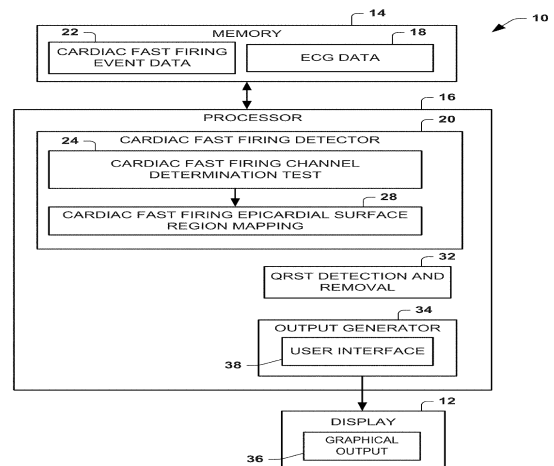 14
10
MEMORY
22
18
CARDIAC FAST FIRING
EVENT DATA
ECG DATA
16
PROCESSOR
20
CARDIAC FAST FIRING DETECTOR
24
CARDIAC FAST FIRING CHANNEL
DETERMINATION TEST
28
CARDIAC FAST FIRING EPICARDIAL SURFACE
REGION MAPPING
32
QRST DETECTION AND
REMOVAL
34
OUTPUT GENERATOR
USER INTERFACE
38
12
DISPLAY
GRAPHICAL
OUTPUT
36